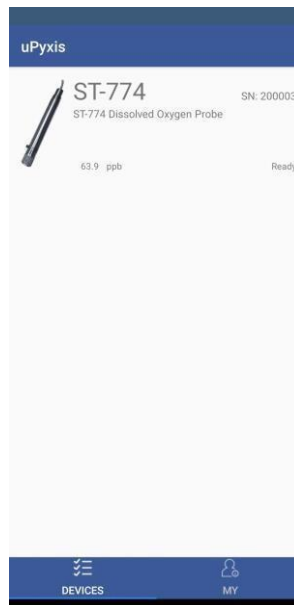 uPyxis
ST-774 SN: 200003
ST-774 Dissolved Oxygen Probe
63.9 ppb Ready
DEVICES MY